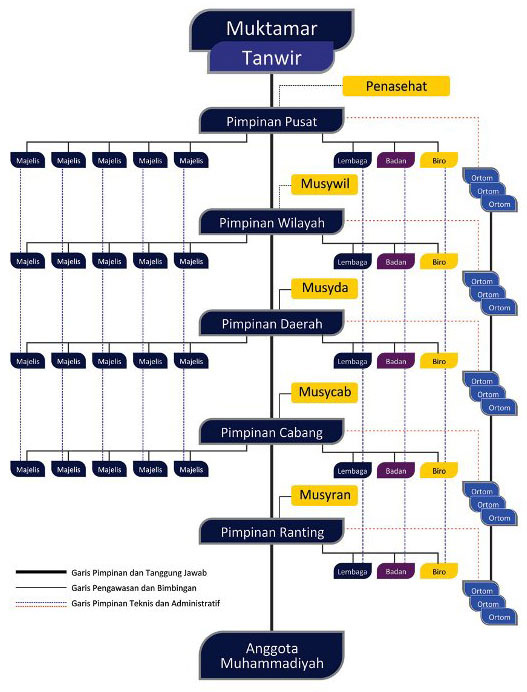 Muktamar
Tanwir
Penasehat
Pimpinan Pusat
Majelis Majelis Majelis Majelis Majelis Lembaga Badan Biro
Ortom
Ortom
Ortom
Musywil
Pimpinan Wilayah
Majelis Majelis Majelis Majelis Majelis Lembaga Badan Biro
Ortom
Ortom
Ortom
Musyda
Pimpinan Daerah
Majelis Majelis Majelis Majelis Majelis Lembaga Badan Biro
Ortom
Ortom
Ortom
Musycab
Pimpinan Cabang
Majelis Majelis Majelis Majelis Majelis Lembaga Badan Biro
Ortom
Ortom
Ortom
Musyran
Pimpinan Ranting
Lembaga Badan Biro
Ortom
Ortom
Ortom
Garis Pimpinan dan Tanggung Jawab
Garis Pengawasan dan Bimbingan
Garis Pimpinan Teknis dan Administratif
Anggota
Muhammadiyah